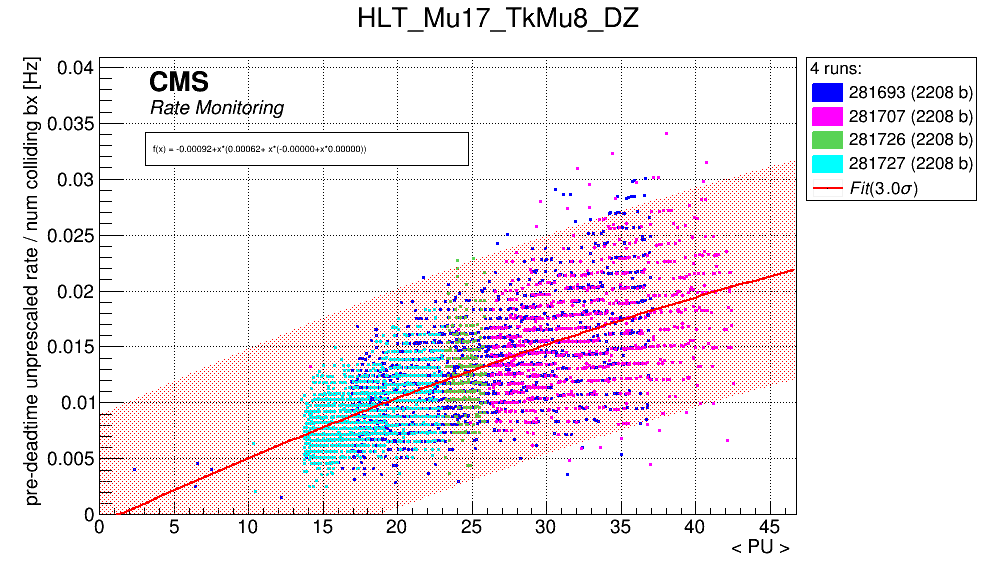 HLT_Mu17_TkMu8_DZ
pre-deadtime unprescaled rate / num colliding bx [Hz]
0.04
0.035
0.03
0.025
0.02
0.015
0.01
0.005
0
CMS
Rate Monitoring
f(x) = -0.00092+x*(0.00062+ x*(-0.00000+x*0.00000))
0 5 10 15 20 25 30 35 40 45
< PU >
4 runs:
281693 (2208 b)
281707 (2208 b)
281726 (2208 b)
281727 (2208 b)
Fit(3.0σ)